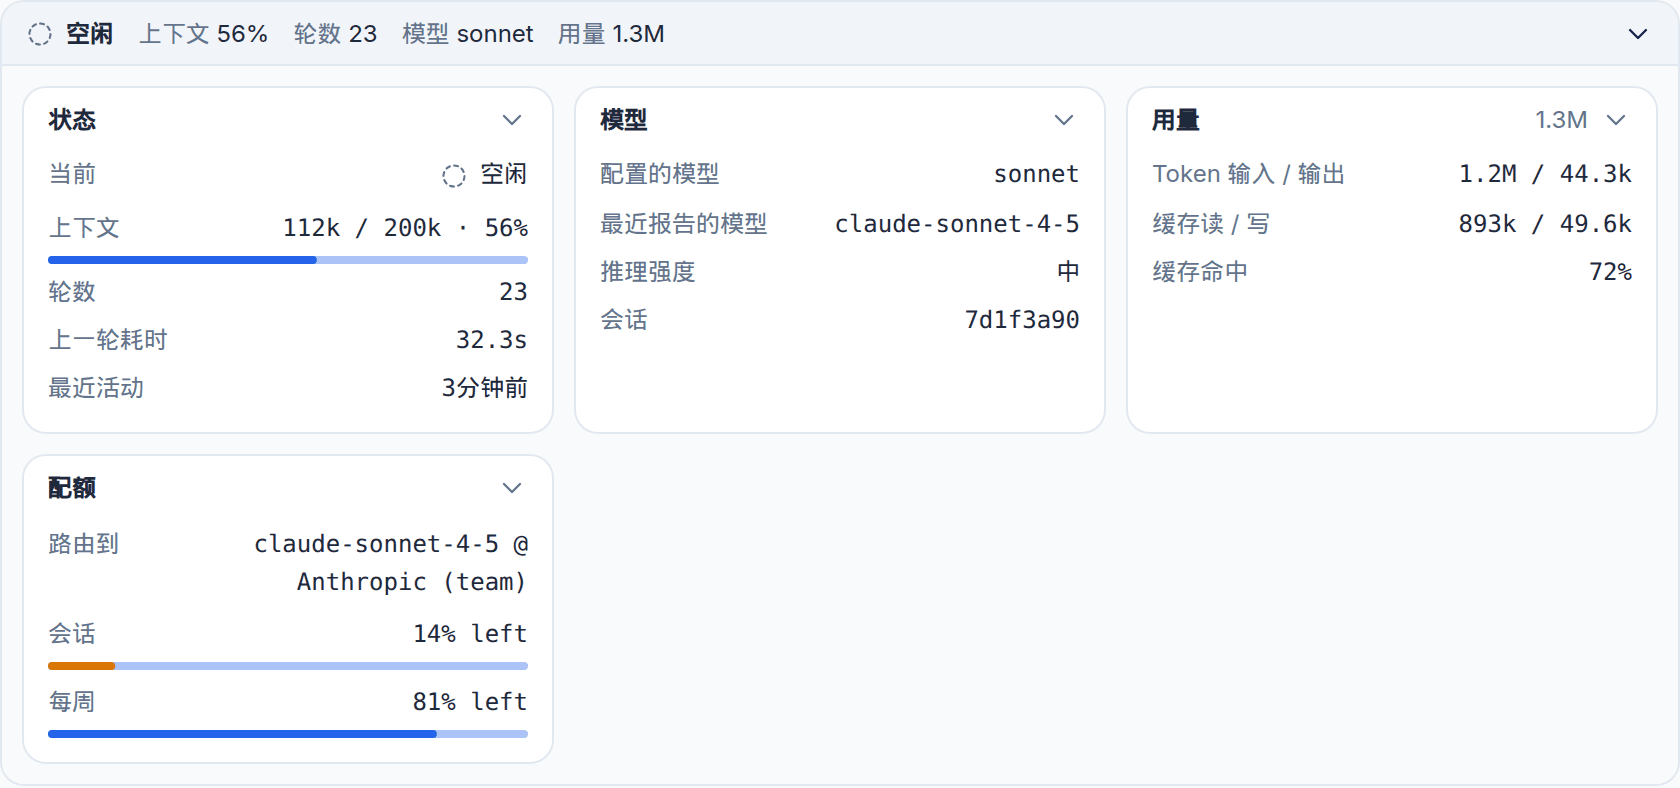 空闲 上下文 56% 轮数 23 模型 sonnet 用量 1.3M
状态
当前 空闲
上下文 112k / 200k · 56%
轮数 23
上一轮耗时 32.3s
最近活动 3分钟前
模型
配置的模型 sonnet
最近报告的模型 claude-sonnet-4-5
推理强度 中
会话 7d1f3a90
用量 1.3M
Token 输入 / 输出 1.2M / 44.3k
缓存读 / 写 893k / 49.6k
缓存命中 72%
配额
路由到 claude-sonnet-4-5 @
Anthropic (team)
会话 14% left
每周 81% left